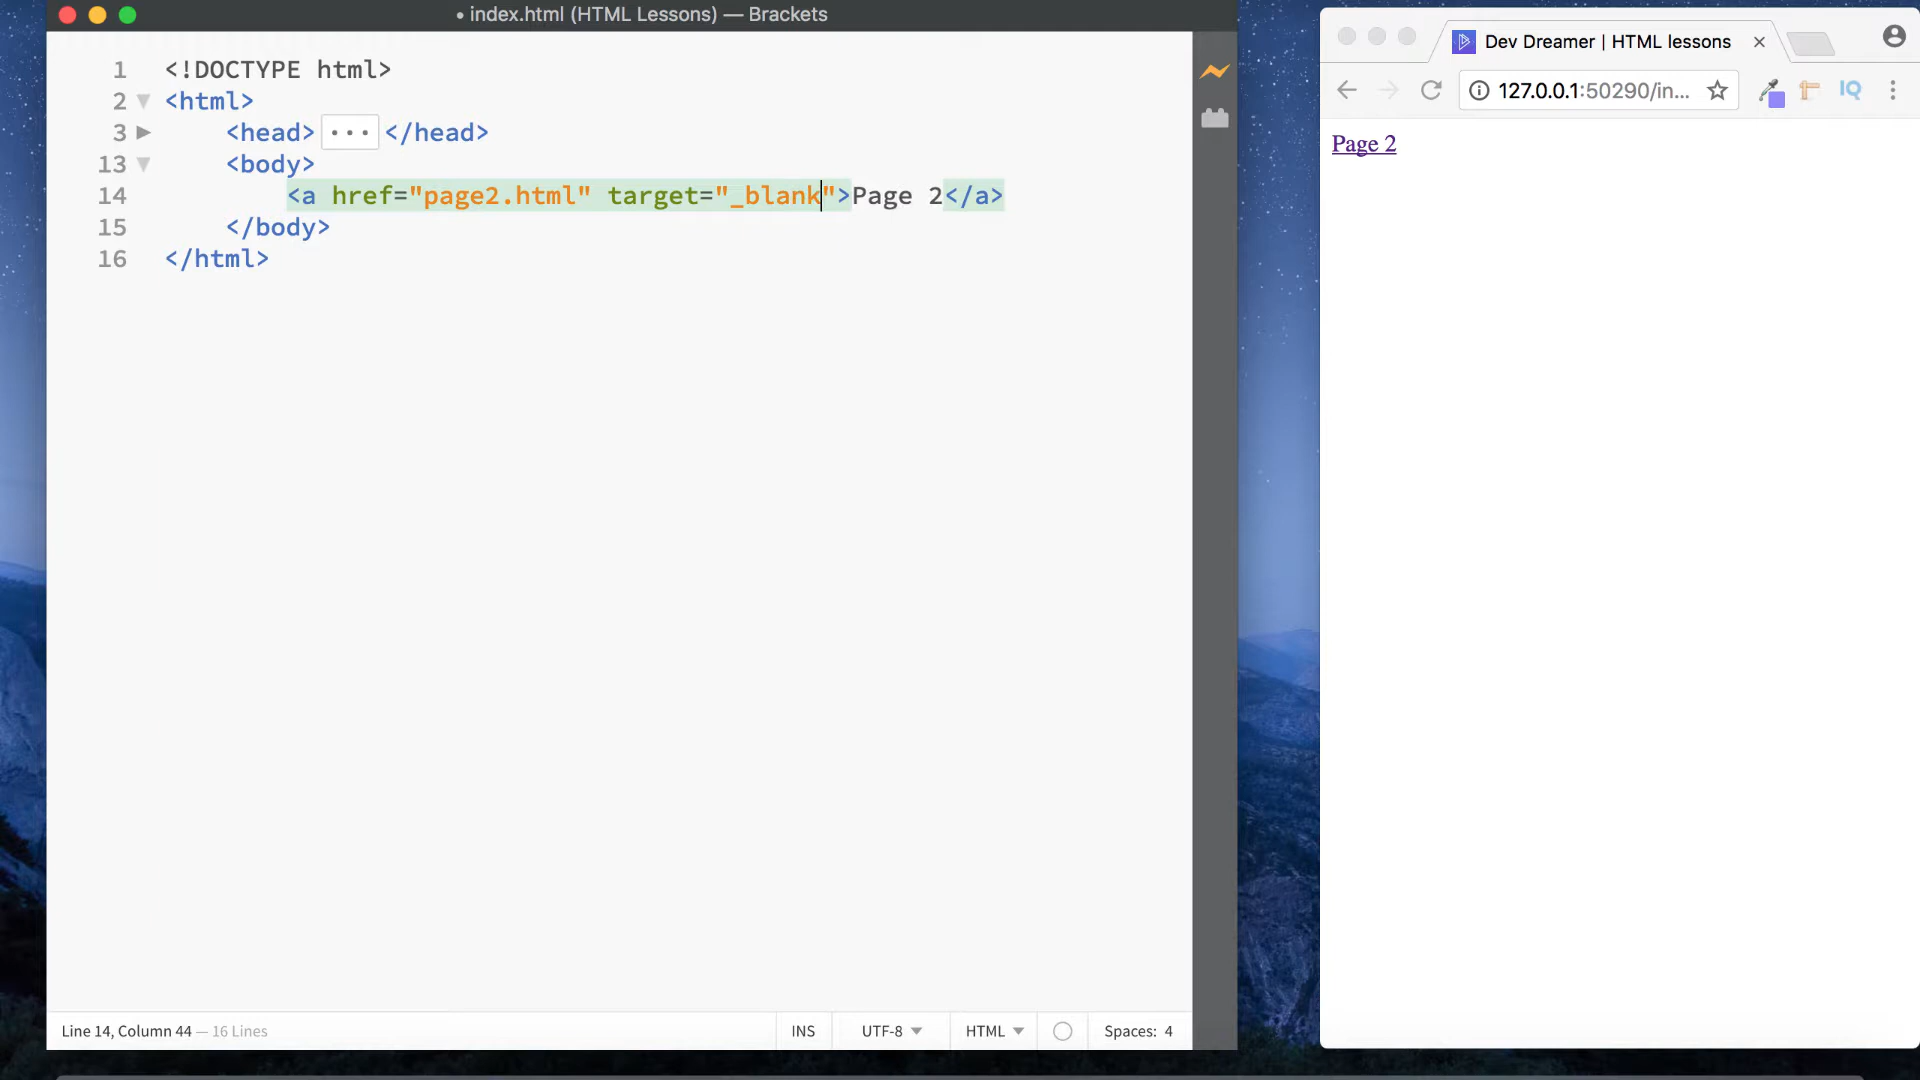 • index.html (HTML Lessons) — Brackets
1 <!DOCTYPE html>
2 <html>
3 <head> ··· </head>
13 <body>
14 <a href="page2.html" target="_blank">Page 2</a>
15 </body>
16 </html>
Line 14, Column 44 — 16 Lines
INS
UTF-8
HTML
Spaces: 4
Dev Dreamer | HTML lessons
127.0.0.1:50290/in...
IQ
Page 2